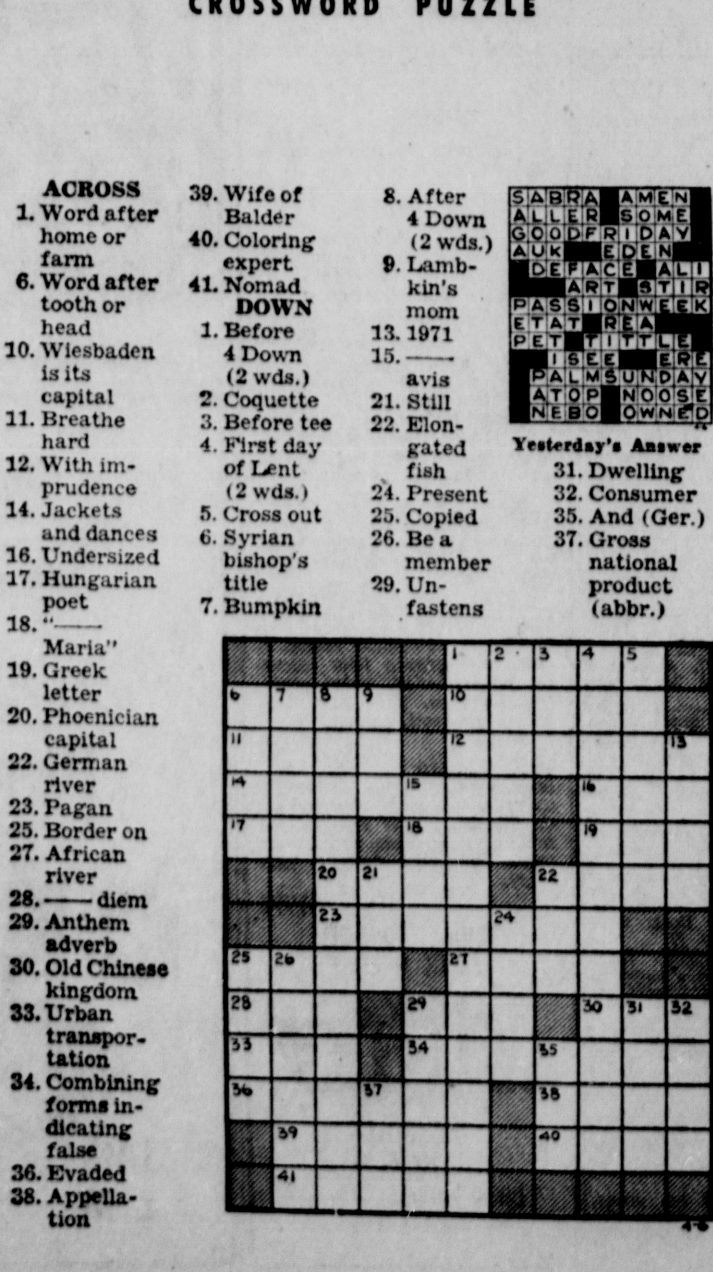 CROSSWORD PUZZLE
ACROSS
1. Word after
home or
farm
6. Word after
tooth or
head
10. Wiesbaden
is its
capital
11. Breathe
hard
12. With im-
prudence
14. Jackets
and dances
16. Undersized
17. Hungarian
poet
18. "——
Maria"
19. Greek
letter
20. Phoenician
capital
22. German
river
23. Pagan
25. Border on
27. African
river
28. —— diem
29. Anthem
adverb
30. Old Chinese
kingdom
33. Urban
transpor-
tation
34. Combining
forms in-
dicating
false
36. Evaded
38. Appella-
tion
39. Wife of
Balder
40. Coloring
expert
41. Nomad
DOWN
1. Before
4 Down
(2 wds.)
2. Coquette
3. Before tee
4. First day
of Lent
(2 wds.)
5. Cross out
6. Syrian
bishop's
title
7. Bumpkin
8. After
4 Down
(2 wds.)
9. Lamb-
kin's
mom
13. 1971
15. ——
avis
21. Still
22. Elon-
gated
fish
24. Present
25. Copied
26. Be a
member
29. Un-
fastens
SABRA AMEN
ALLER SOME
GOODFRIDAY
AUK EDEN
DEFACE ALI
ART STIR
PASSIONWEEK
ETAT REA
PET TITTLE
ISEE ERE
PALMSUNDAY
ATOP NOOSE
NEBO OWNED
Yesterday's Answer
31. Dwelling
32. Consumer
35. And (Ger.)
37. Gross
national
product
(abbr.)
1 2 3 4 5
6 7 8 9 10
11 12 13
14 15 16
17 18 19
20 21 22
23 24
25 26 27
28 29 30 31 32
33 34 35
36 37 38
39 40
41
4-6